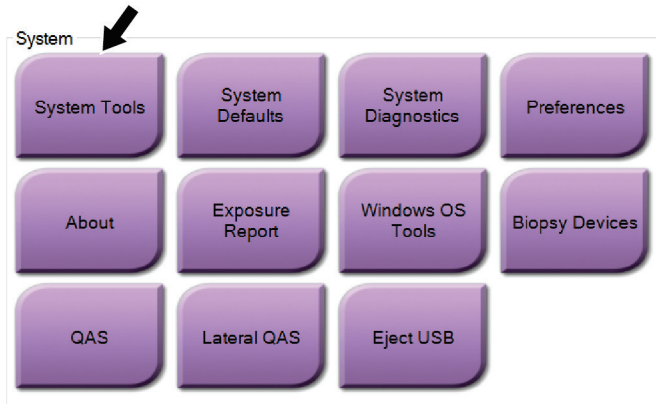 System
System Tools
System
Defaults
System
Diagnostics
Preferences
About
Exposure
Report
Windows OS
Tools
Biopsy Devices
QAS
Lateral QAS
Eject USB